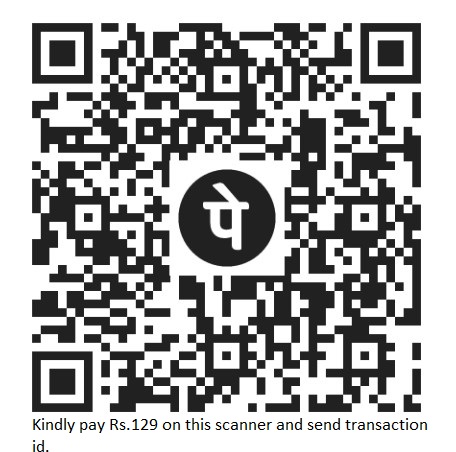 पे
Kindly pay Rs.129 on this scanner and send transaction
id.